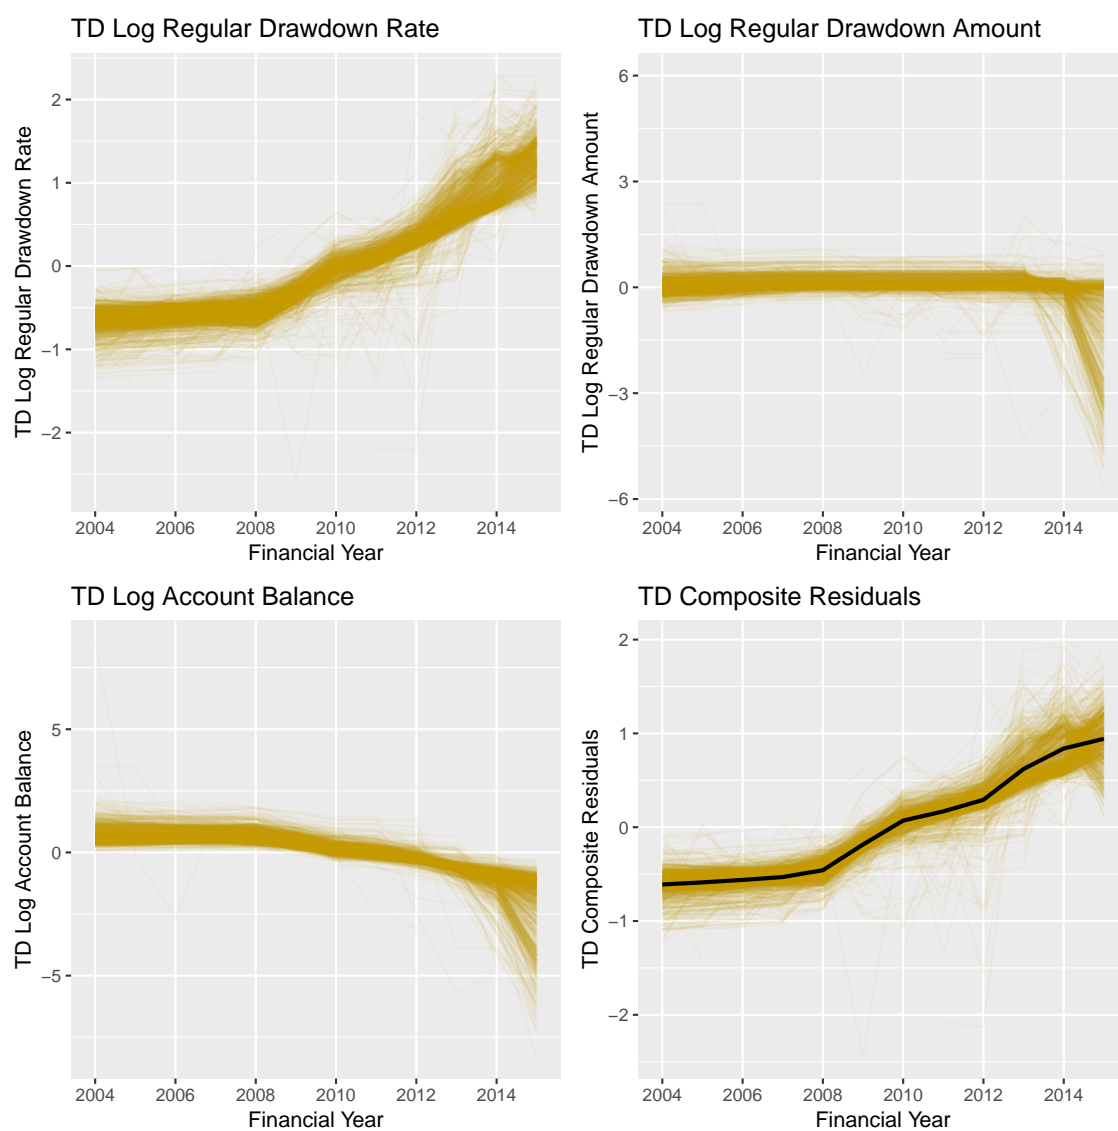 TD Log Regular Drawdown Rate
TD Log Regular Drawdown Rate
2
1
0
−1
−2
2004 2006 2008 2010 2012 2014
Financial Year
TD Log Regular Drawdown Amount
TD Log Regular Drawdown Amount
6
3
0
−3
−6
2004 2006 2008 2010 2012 2014
Financial Year
TD Log Account Balance
TD Log Account Balance
5
0
−5
2004 2006 2008 2010 2012 2014
Financial Year
TD Composite Residuals
TD Composite Residuals
2
1
0
−1
−2
2004 2006 2008 2010 2012 2014
Financial Year